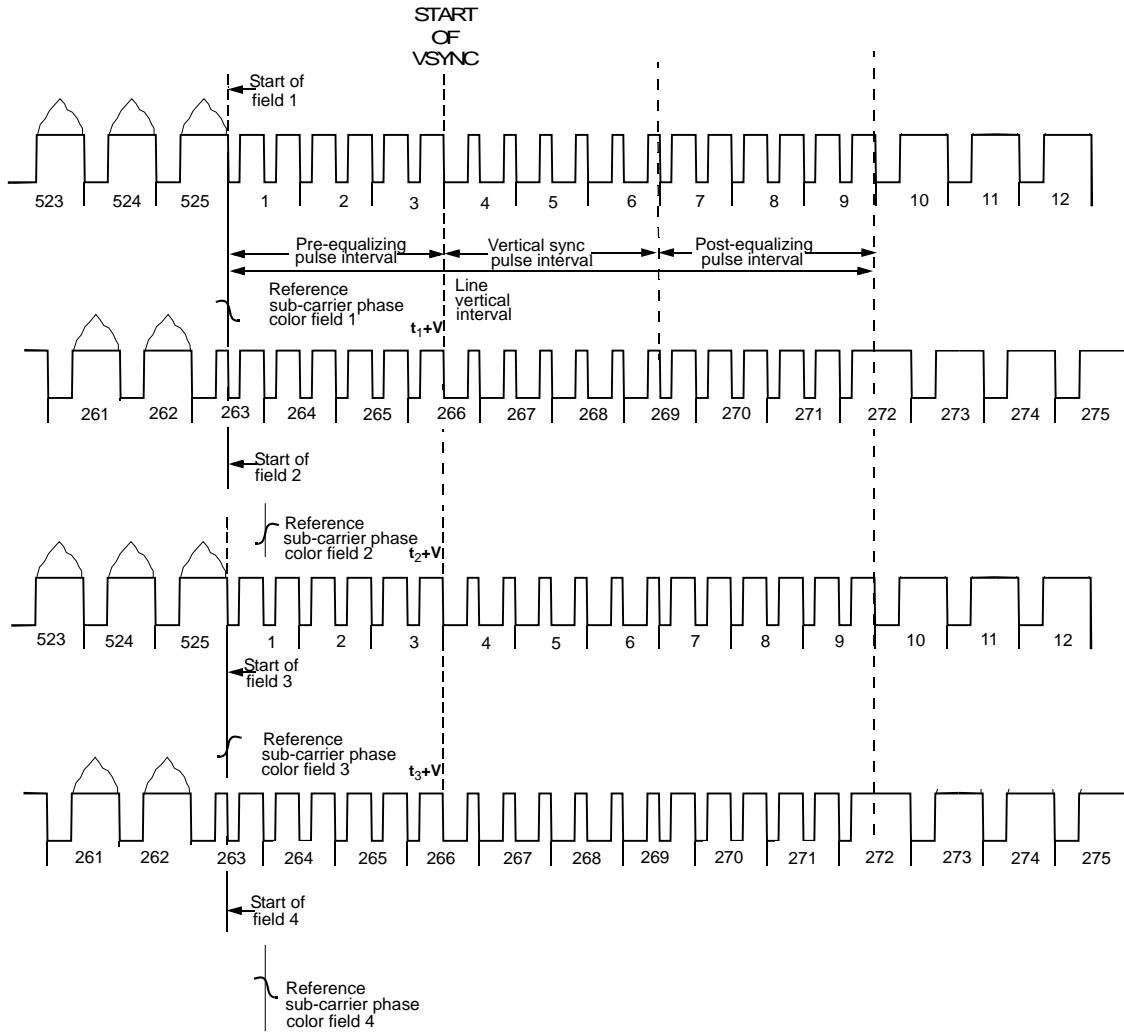 START
OF
VSYNC
Start of
field 1
523 524 525 1 2 3 4 5 6 7 8 9 10 11 12
Pre-equalizing
pulse interval
Vertical sync
pulse interval
Post-equalizing
pulse interval
Line
vertical
interval
Reference
sub-carrier phase
color field 1
t1+V
261 262 263 264 265 266 267 268 269 270 271 272 273 274 275
Start of
field 2
Reference
sub-carrier phase
color field 2
t2+V
523 524 525 1 2 3 4 5 6 7 8 9 10 11 12
Start of
field 3
Reference
sub-carrier phase
color field 3
t3+V
261 262 263 264 265 266 267 268 269 270 271 272 273 274 275
Start of
field 4
Reference
sub-carrier phase
color field 4